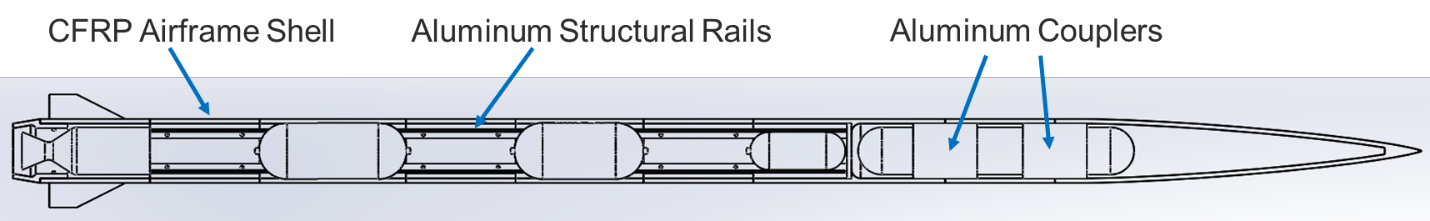 CFRP Airframe Shell
Aluminum Structural Rails
Aluminum Couplers